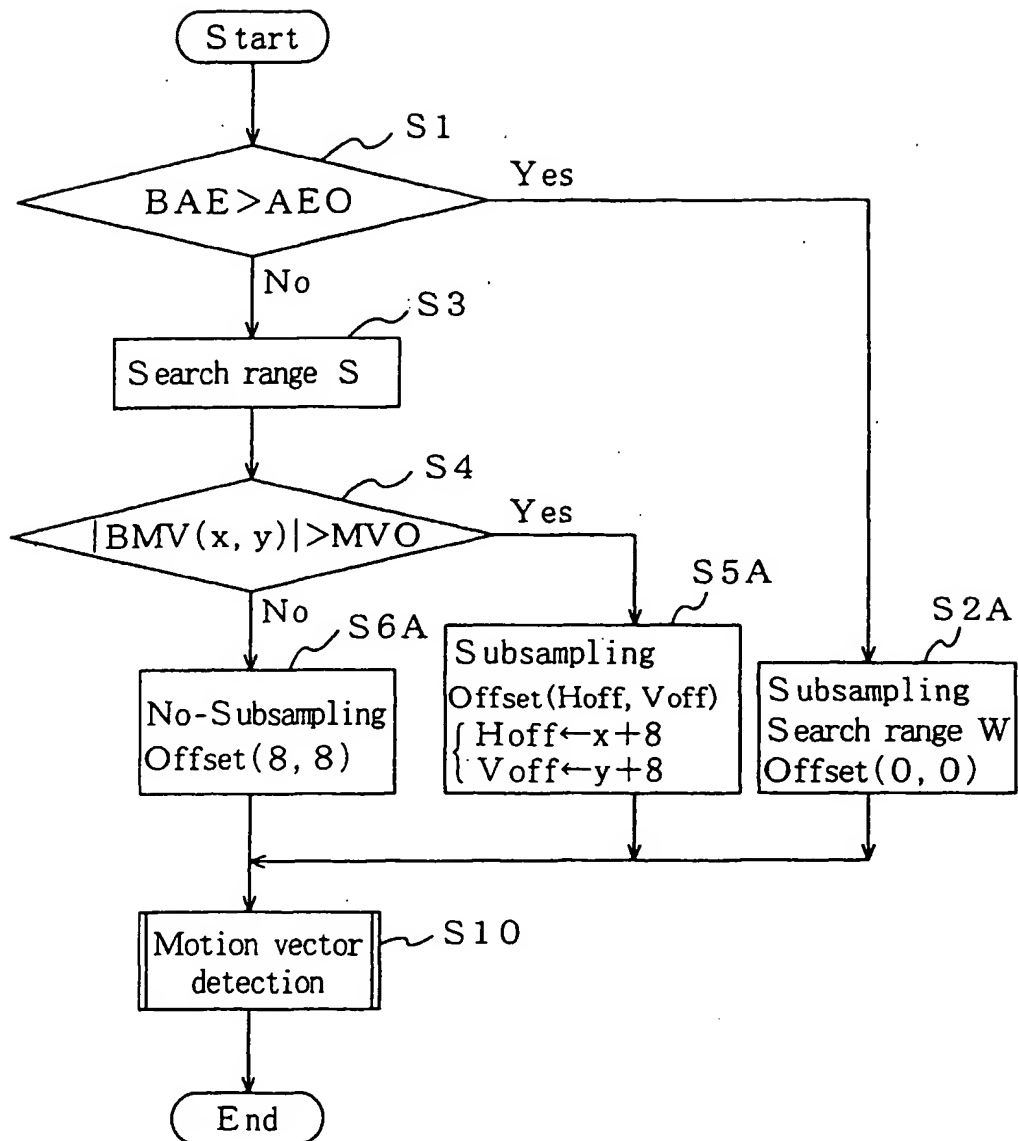 Start
S1
BAE>AEO
Yes
No
S3
Search range S
S4
|BMV(x, y)|>MVO
Yes
No
S6A
No-Subsampling
Offset(8, 8)
S5A
Subsampling
Offset(Hoff, Voff)
{ Hoff←x+8
Voff←y+8
S2A
Subsampling
Search range W
Offset(0, 0)
Motion vector
detection
S10
End